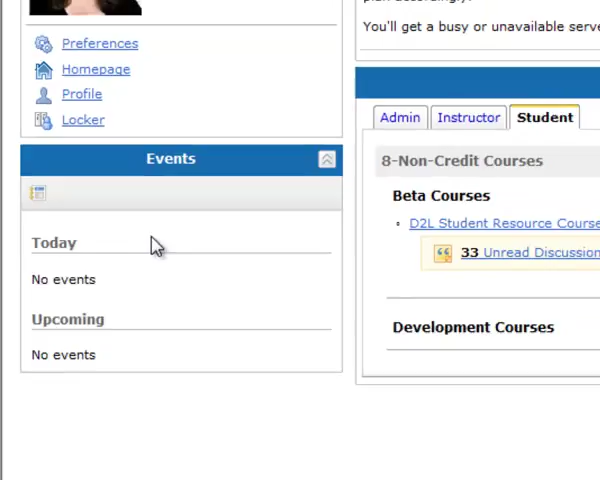 Preferences
Homepage
Profile
Locker
Events
Today
No events
Upcoming
No events
You'll get a busy or unavailable serve
Admin
Instructor
Student
8-Non-Credit Courses
Beta Courses
D2L Student Resource Course
33 Unread Discussion
Development Courses